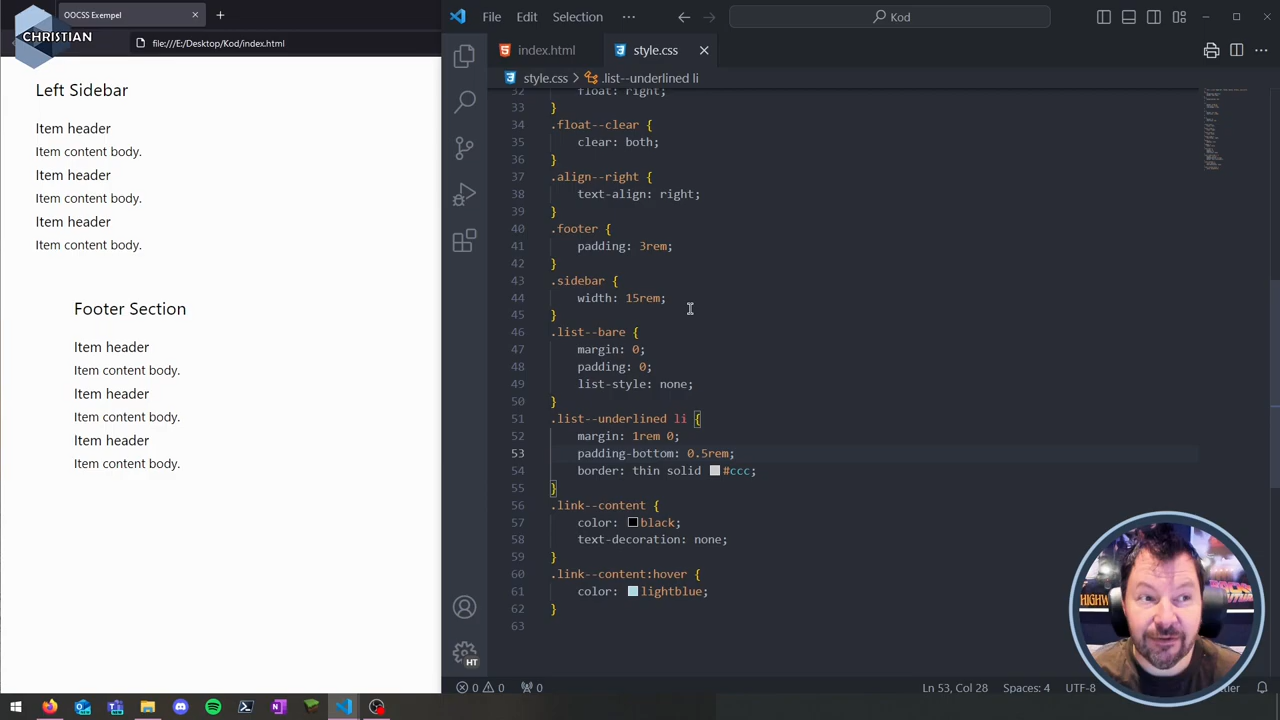 OOCSS Exempel
CHRISTIAN
file:///E:/Desktop/Kod/index.html
Left Sidebar
Item header
Item content body.
Item header
Item content body.
Item header
Item content body.
Footer Section
Item header
Item content body.
Item header
Item content body.
Item header
Item content body.
File Edit Selection ··· Kod
index.html style.css
style.css > .list--underlined li
32 float: right;
33 }
34 .float--clear {
35 clear: both;
36 }
37 .align--right {
38 text-align: right;
39 }
40 .footer {
41 padding: 3rem;
42 }
43 .sidebar {
44 width: 15rem;
45 }
46 .list--bare {
47 margin: 0;
48 padding: 0;
49 list-style: none;
50 }
51 .list--underlined li {
52 margin: 1rem 0;
53 padding-bottom: 0.5rem;
54 border: thin solid #ccc;
55 }
56 .link--content {
57 color: black;
58 text-decoration: none;
59 }
60 .link--content:hover {
61 color: lightblue;
62 }
63
HT
0 0 0 Ln 53, Col 28 Spaces: 4 UTF-8